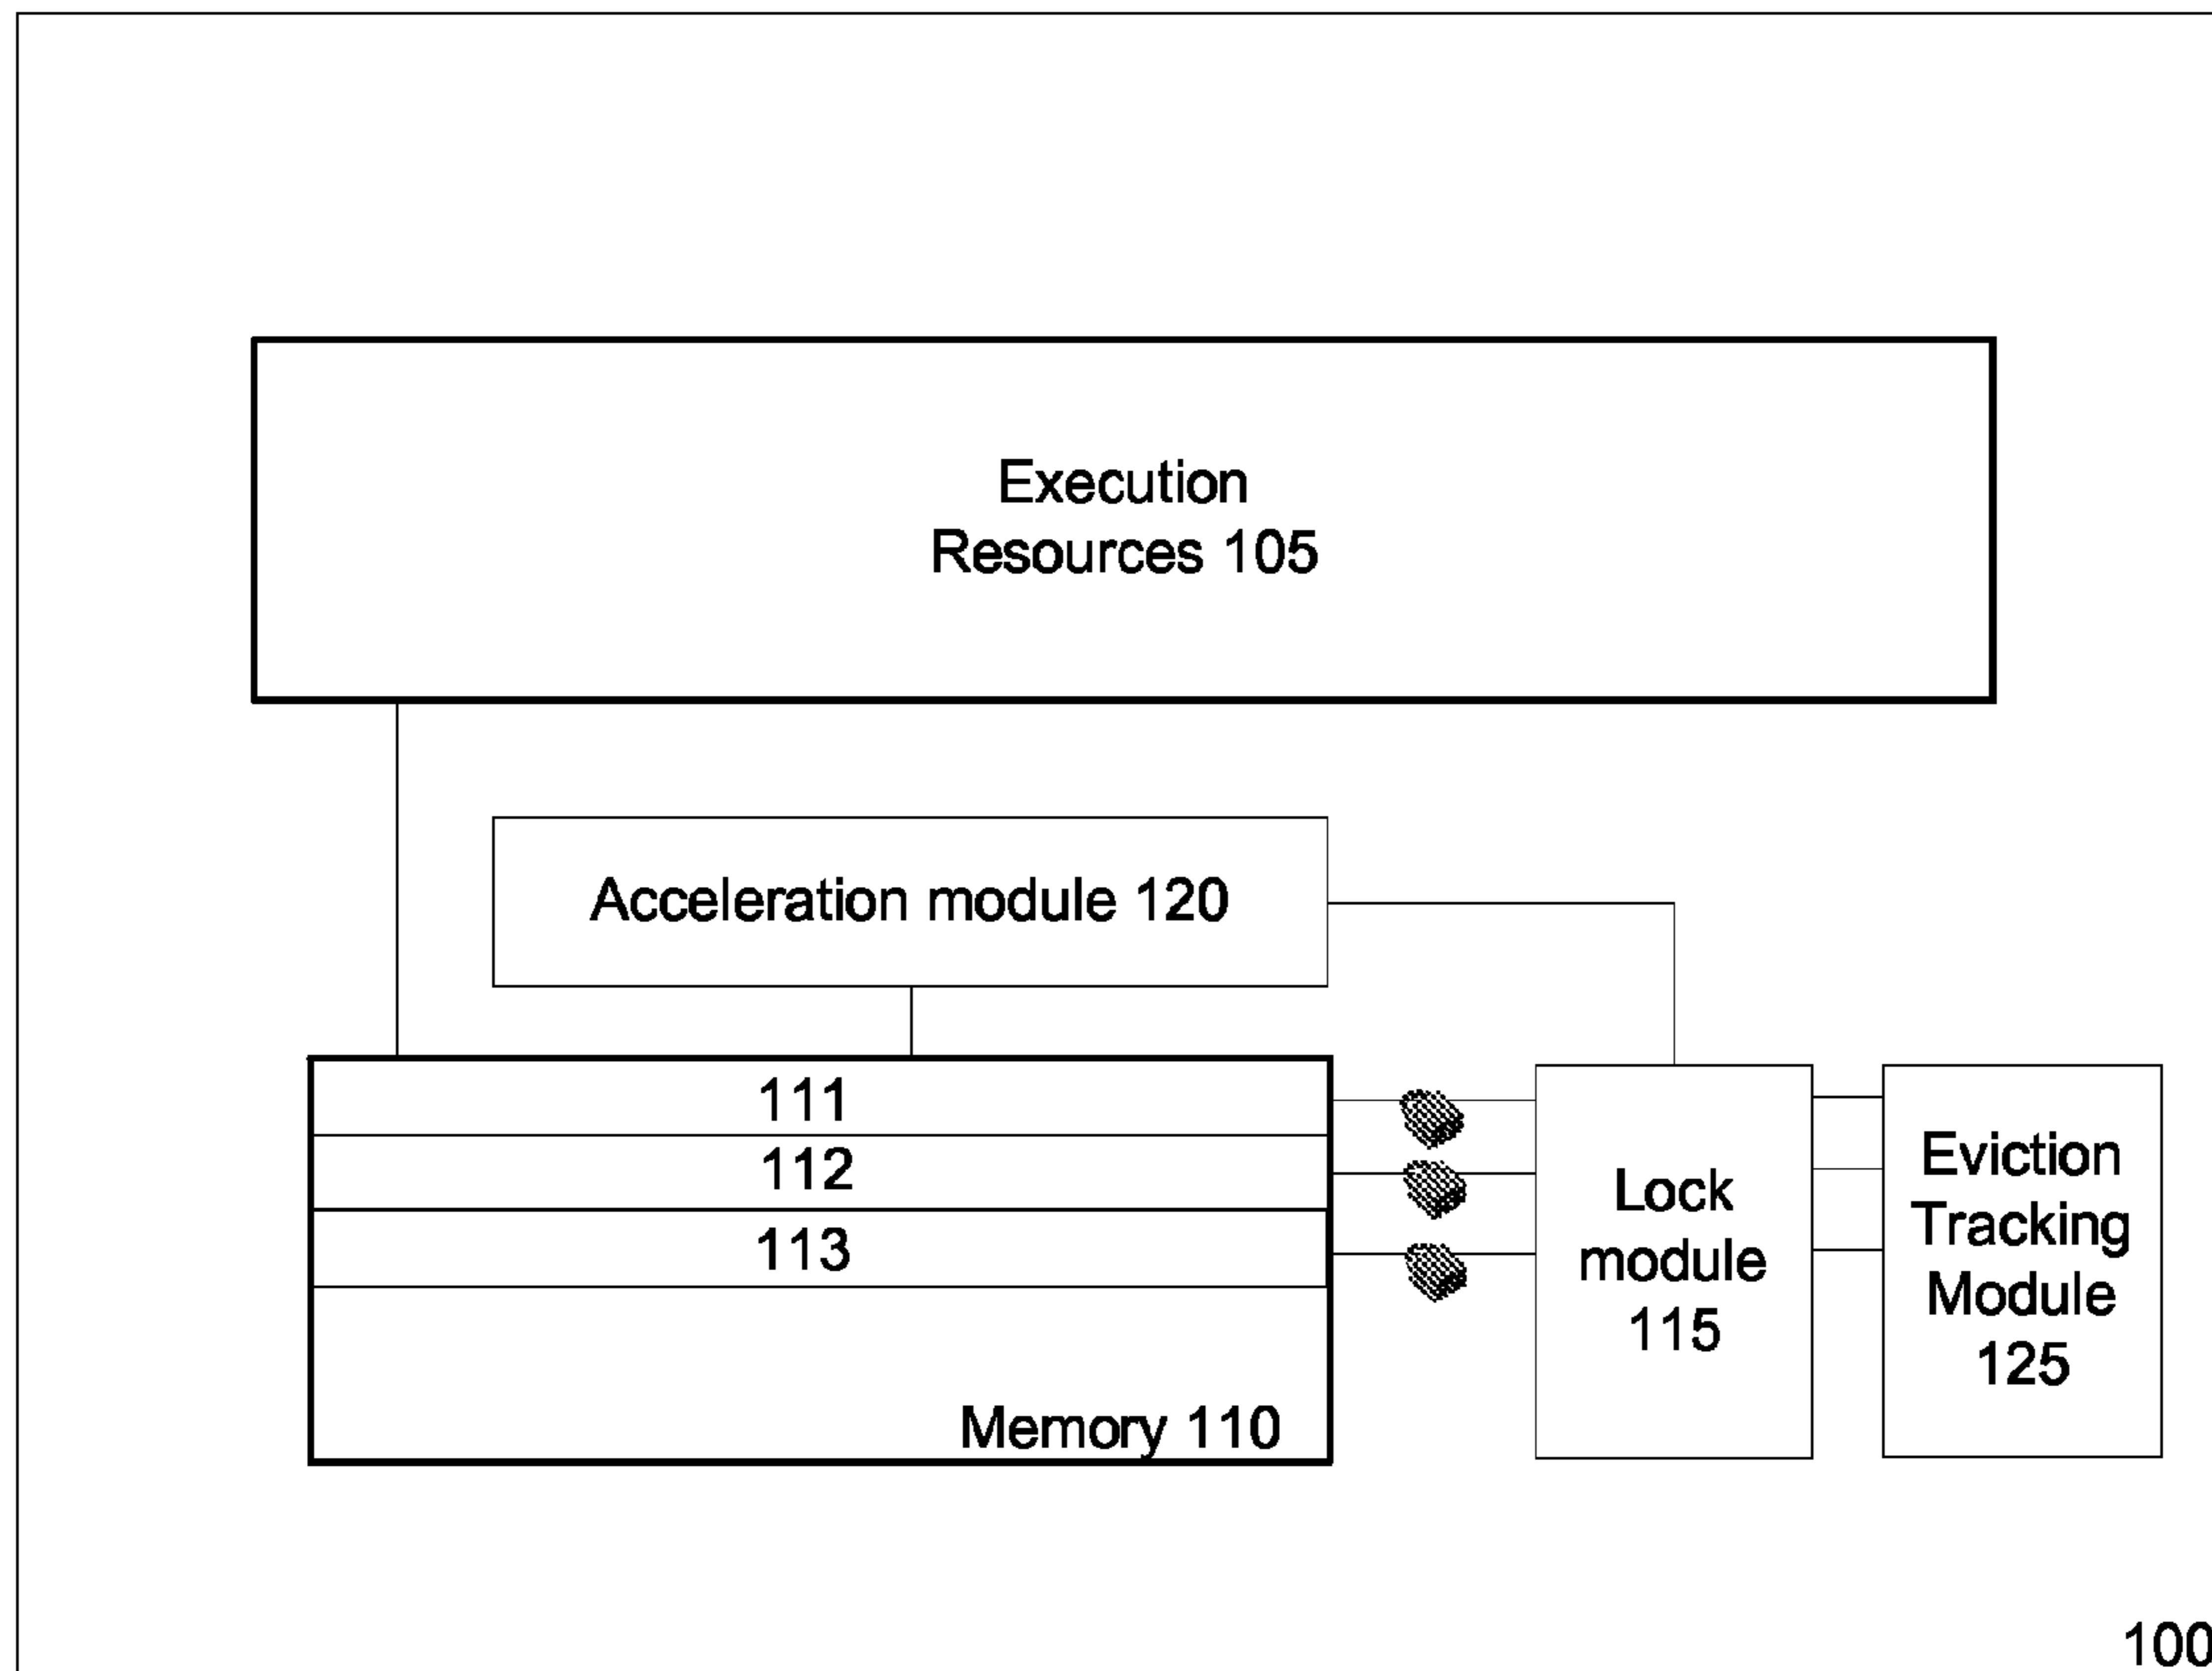 Execution
Resources 105
Acceleration module 120
111
112
113
Memory 110
Lock
module
115
Eviction
Tracking
Module
125
100